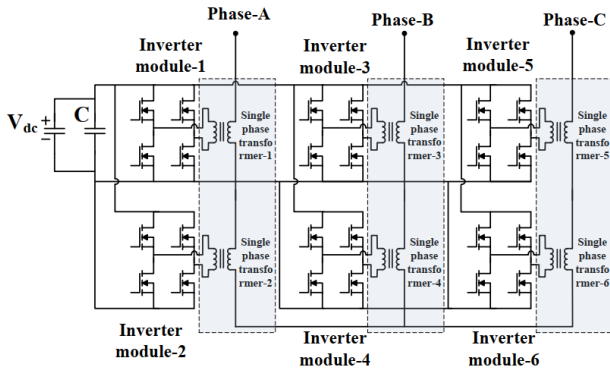 Phase-A
Phase-B
Phase-C
Inverter
module-1
Inverter
module-3
Inverter
module-5
Vdc
+
−
C
Single
phase
transfo
rmer-1
Single
phase
transfo
rmer-3
Single
phase
transfo
rmer-5
Single
phase
transfo
rmer-2
Single
phase
transfo
rmer-4
Single
phase
transfo
rmer-6
Inverter
module-2
Inverter
module-4
Inverter
module-6